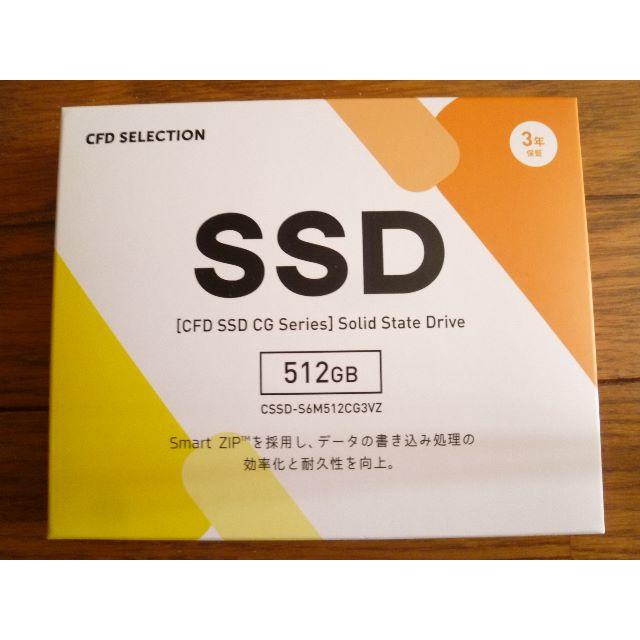 CFD SELECTION
3年
保証
SSD
[CFD SSD CG Series] Solid State Drive
512GB
CSSD-S6M512CG3VZ
Smart ZIP™を採用し、データの書き込み処理の
効率化と耐久性を向上。